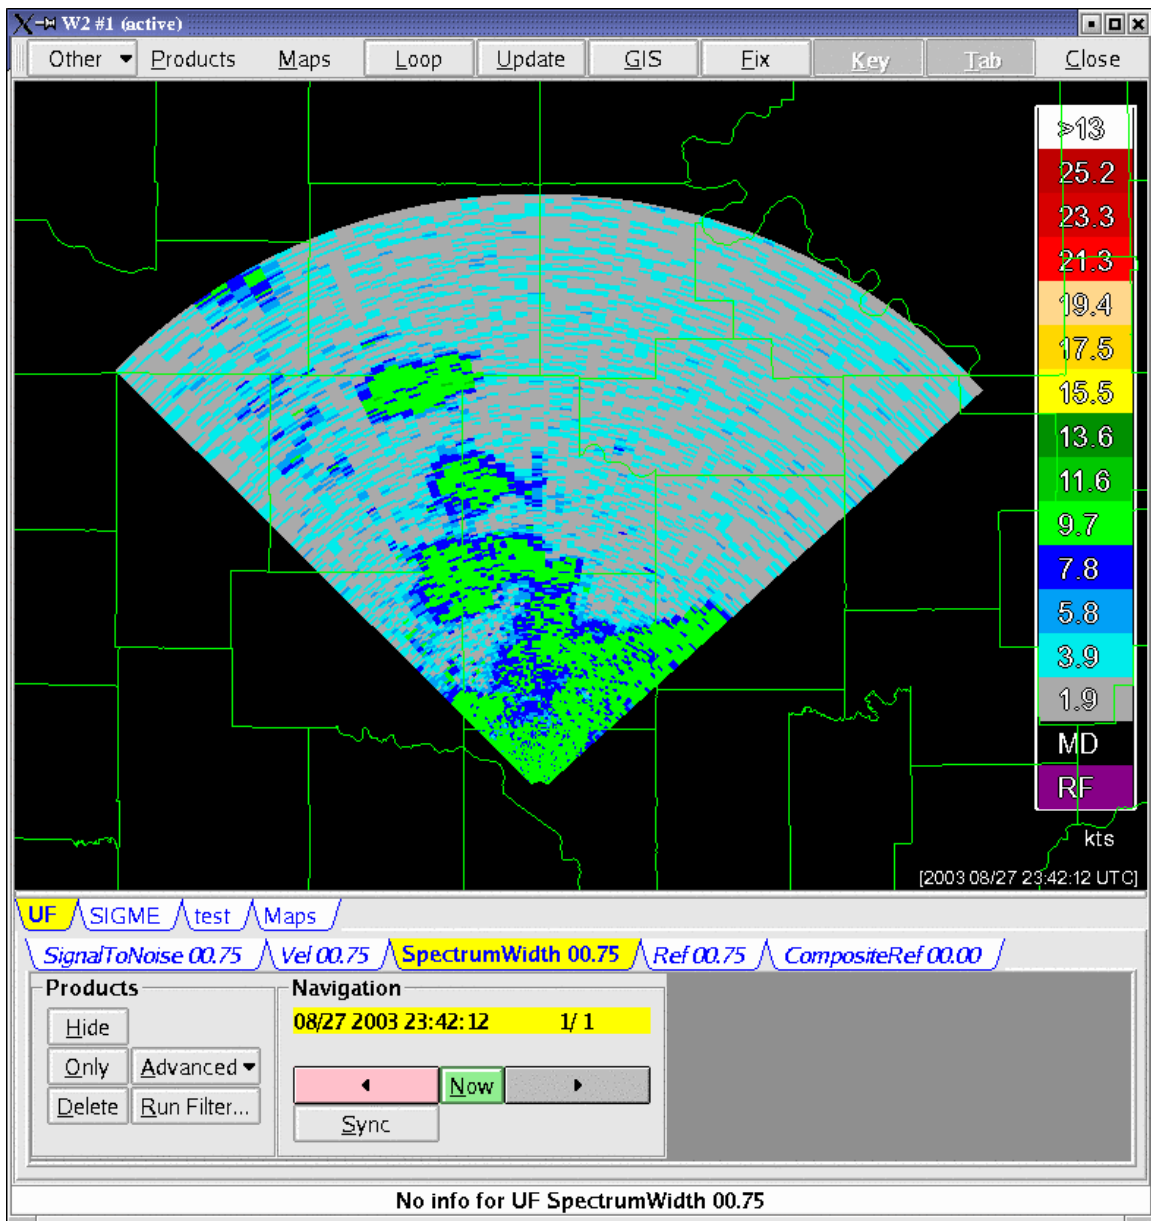 W2 #1 (active)
Other Products Maps Loop Update GIS Fix Key Tab Close
>13
25.2
23.3
21.3
19.4
17.5
15.5
13.6
11.6
9.7
7.8
5.8
3.9
1.9
MD
RF
kts
[2003 08/27 23:42:12 UTC]
UF SIGME test Maps
SignalToNoise 00.75 Vel 00.75 SpectrumWidth 00.75 Ref 00.75 CompositeRef 00.00
Products Navigation
Hide 08/27 2003 23:42:12 1/ 1
Only Advanced Now
Delete Run Filter... Sync
No info for UF SpectrumWidth 00.75